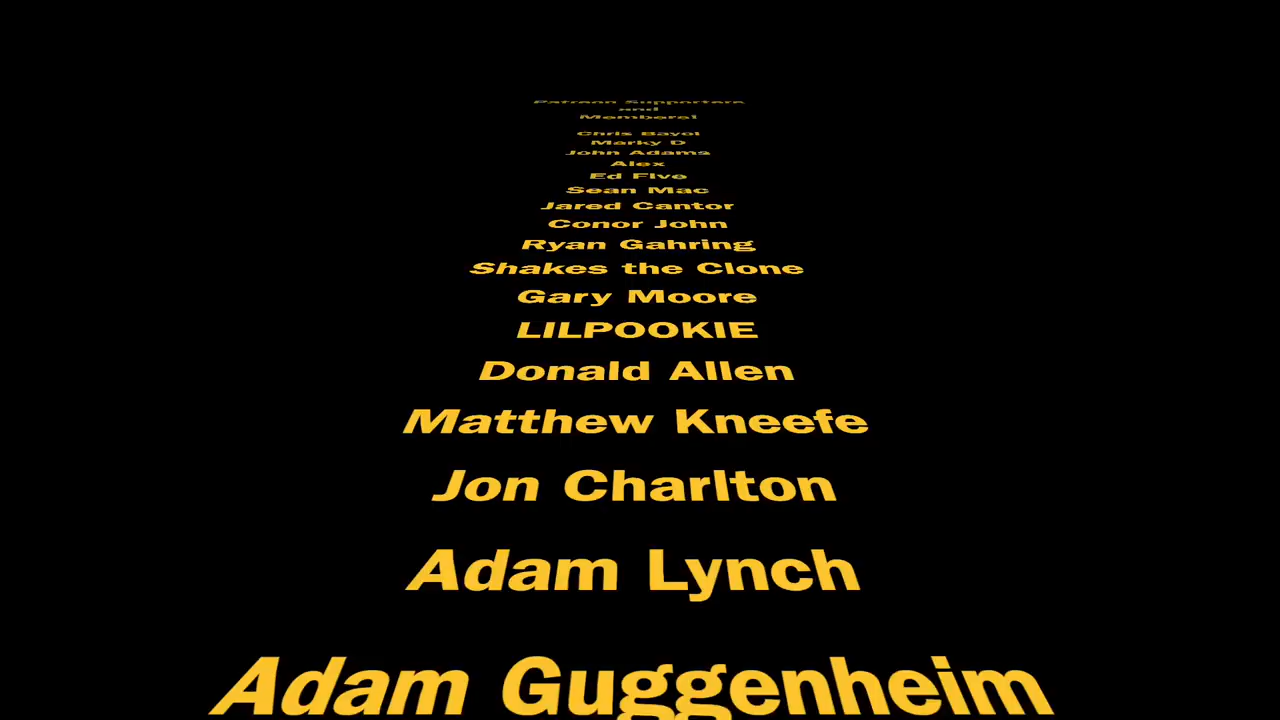 Patreon Supporters
and
Members!
Chris Bayol
Marky D
John Adams
Alex
Ed Five
Sean Mac
Jared Cantor
Conor John
Ryan Gahring
Shakes the Clone
Gary Moore
LILPOOKIE
Donald Allen
Matthew Kneefe
Jon Charlton
Adam Lynch
Adam Guggenheim